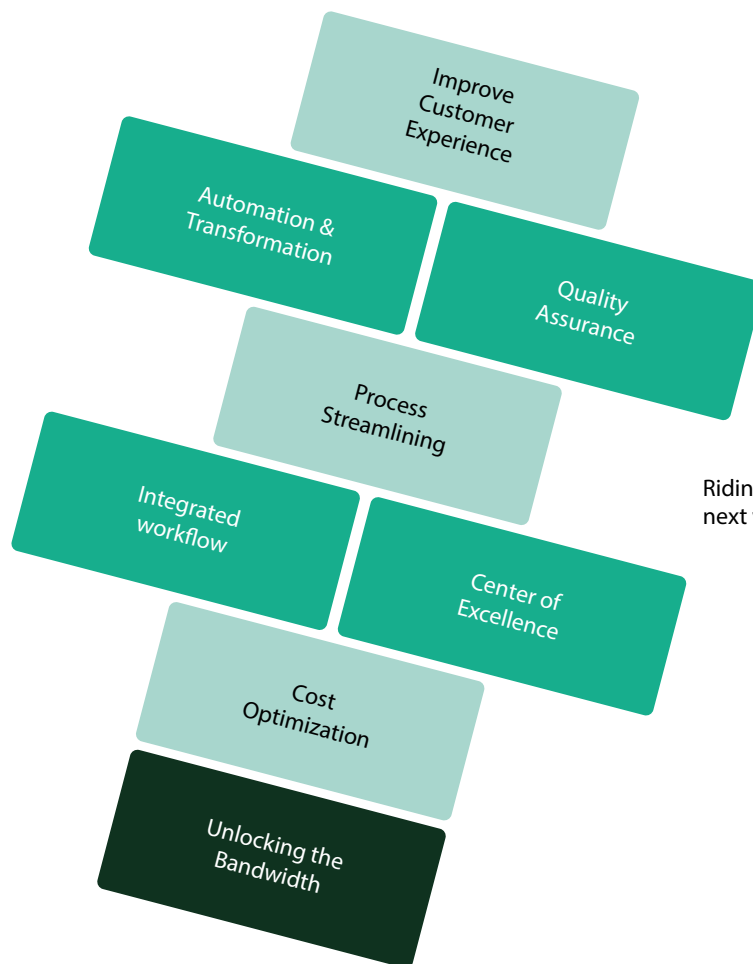 Improve
Customer
Experience
Automation &
Transformation
Quality
Assurance
Process
Streamlining
Integrated
workflow
Center of
Excellence
Cost
Optimization
Unlocking the
Bandwidth
next